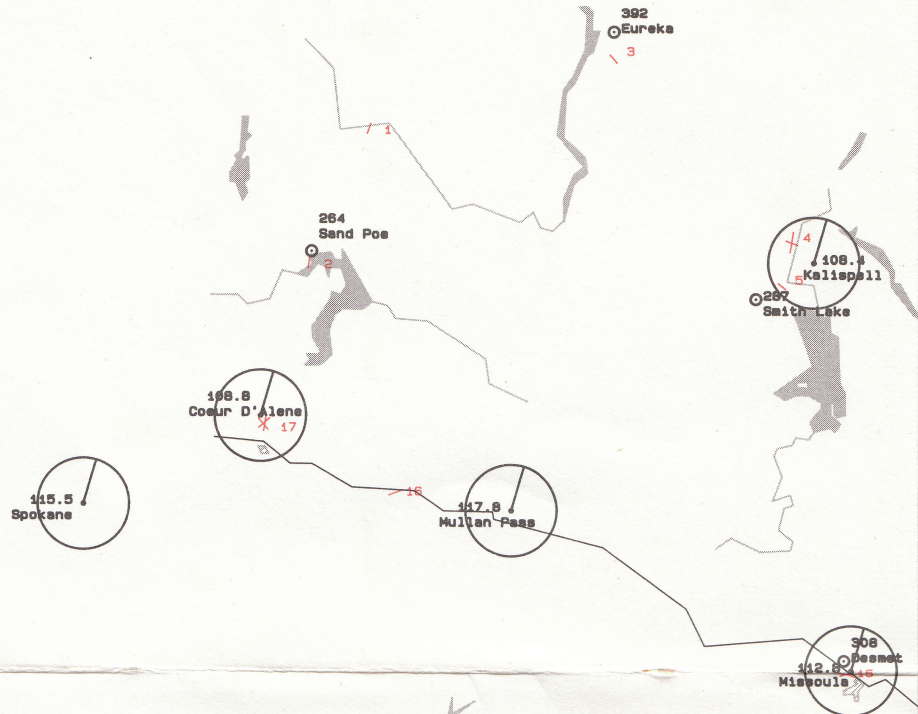 392
Eureka
3
1
264
Sand Poe
2
4
108.4
Kalispell
5
287
Smith Lake
108.8
Coeur D'Alene
17
16
115.5
Spokane
117.8
Mullan Pass
308
Desmet
112.8
15
Missoula